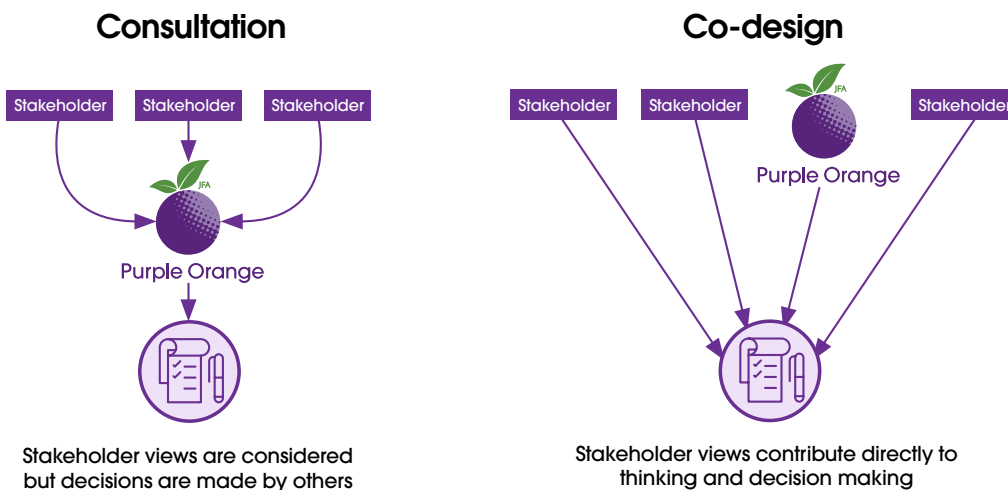 Consultation
Stakeholder
Stakeholder
Stakeholder
JFA
Purple Orange
Stakeholder views are considered
but decisions are made by others
Co-design
Stakeholder
Stakeholder
JFA
Purple Orange
Stakeholder
Stakeholder views contribute directly to
thinking and decision making